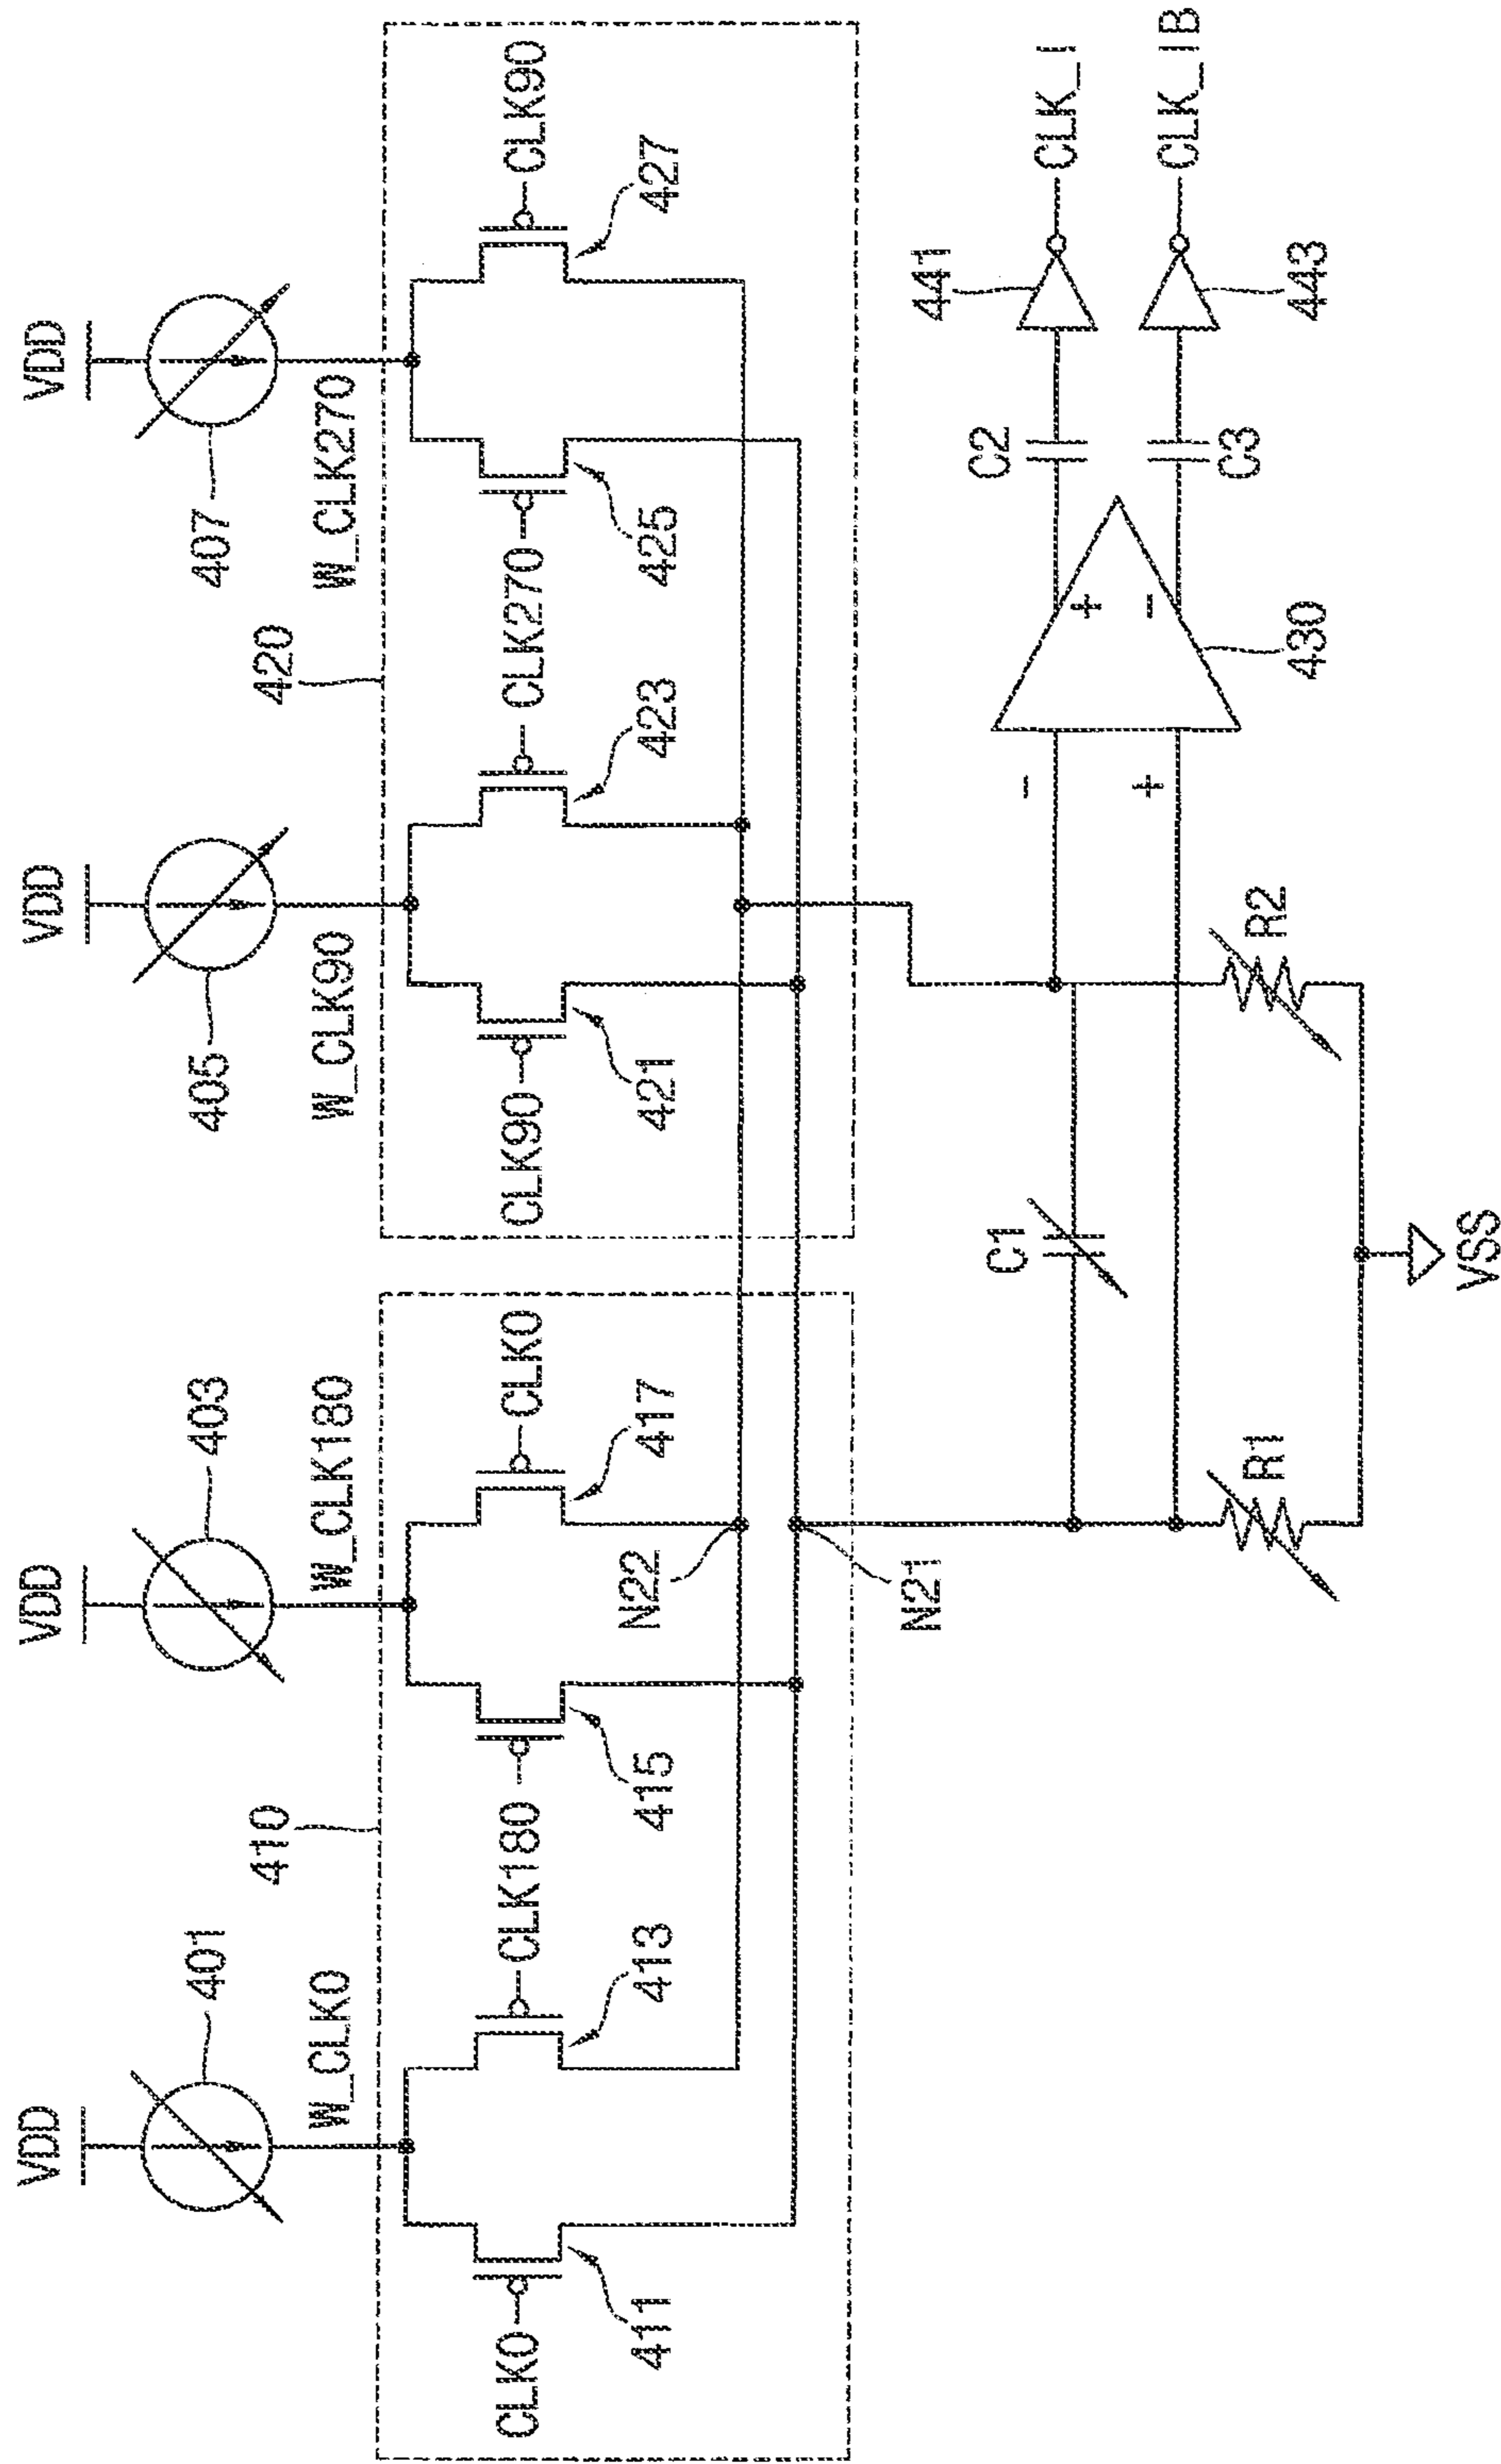 VDD
VDD
VDD
VDD
401
403
405
407
W_CLK0
W_CLK180
W_CLK90
W_CLK270
410
420
CLK0
CLK180
CLK0
CLK90
CLK270
CLK90
411
413
415
417
421
423
425
427
N22
N21
C1
R1
R2
VSS
-
+
+
-
430
C2
C3
441
443
CLK_I
CLK_IB